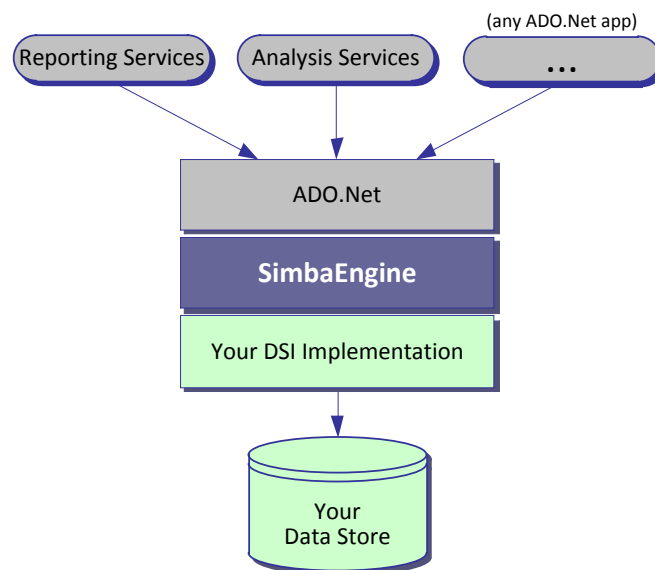 (any ADO.Net app)
Reporting Services
Analysis Services
...
ADO.Net
SimbaEngine
Your DSI Implementation
Your
Data Store